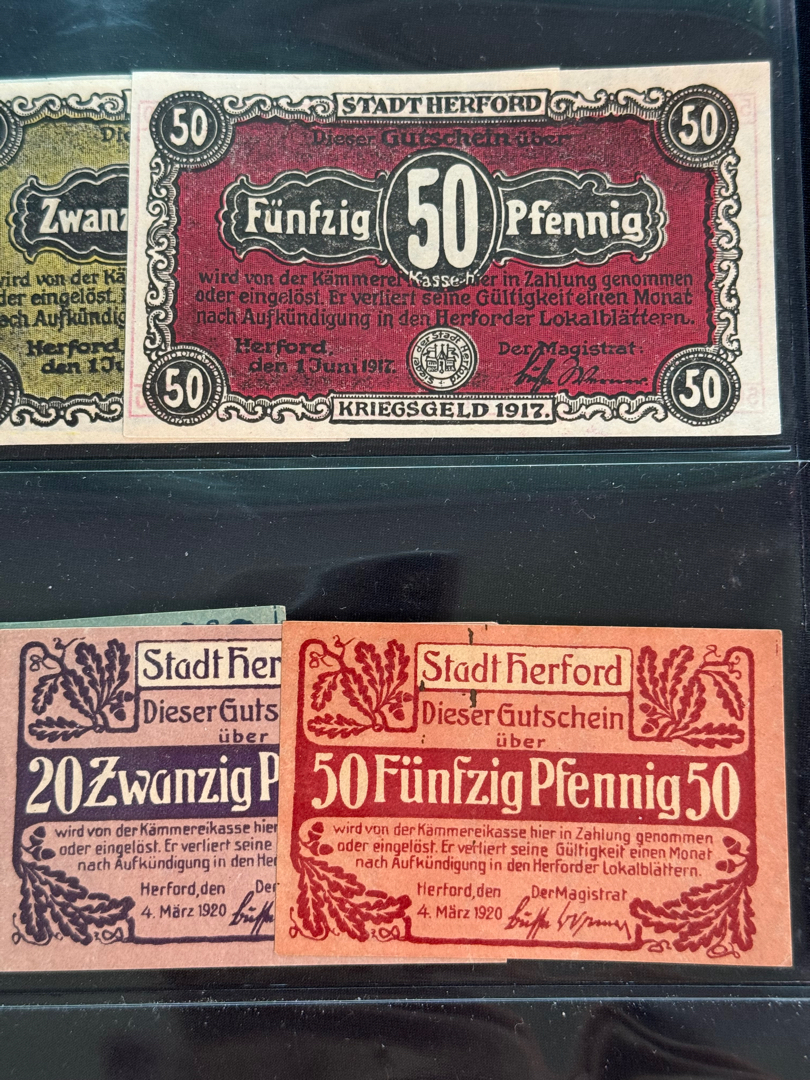 50
STADT HERFORD
50
Dieser Gutschein über
Fünfzig 50 Pfennig
wird von der Kämmerei-Kasse hier in Zahlung genommen
oder eingelöst. Er verliert seine Gültigkeit einen Monat
nach Aufkündigung in den Herforder Lokalblättern.
Herford,
den 1 Juni 1917.
Der Magistrat:
50
KRIEGSGELD 1917.
50
Zwanz
wird von der Kä
der eingelöst.
ach Aufkündig
Herford
den 1 Ju
Stadt Her
Dieser Guts
über
20 Zwanzig P
wird von der Kämmereikasse hier
oder eingelöst. Er verliert seine
nach Aufkündigung in den Her
Herford, den
4. März 1920
Der
Stadt Herford
Dieser Gutschein
über
50 Fünfzig Pfennig 50
wird von der Kämmereikasse hier in Zahlung genommen
oder eingelöst. Er verliert seine Gültigkeit einen Monat
nach Aufkündigung in den Herforder Lokalblättern.
Herford, den
4. März 1920
Der Magistrat